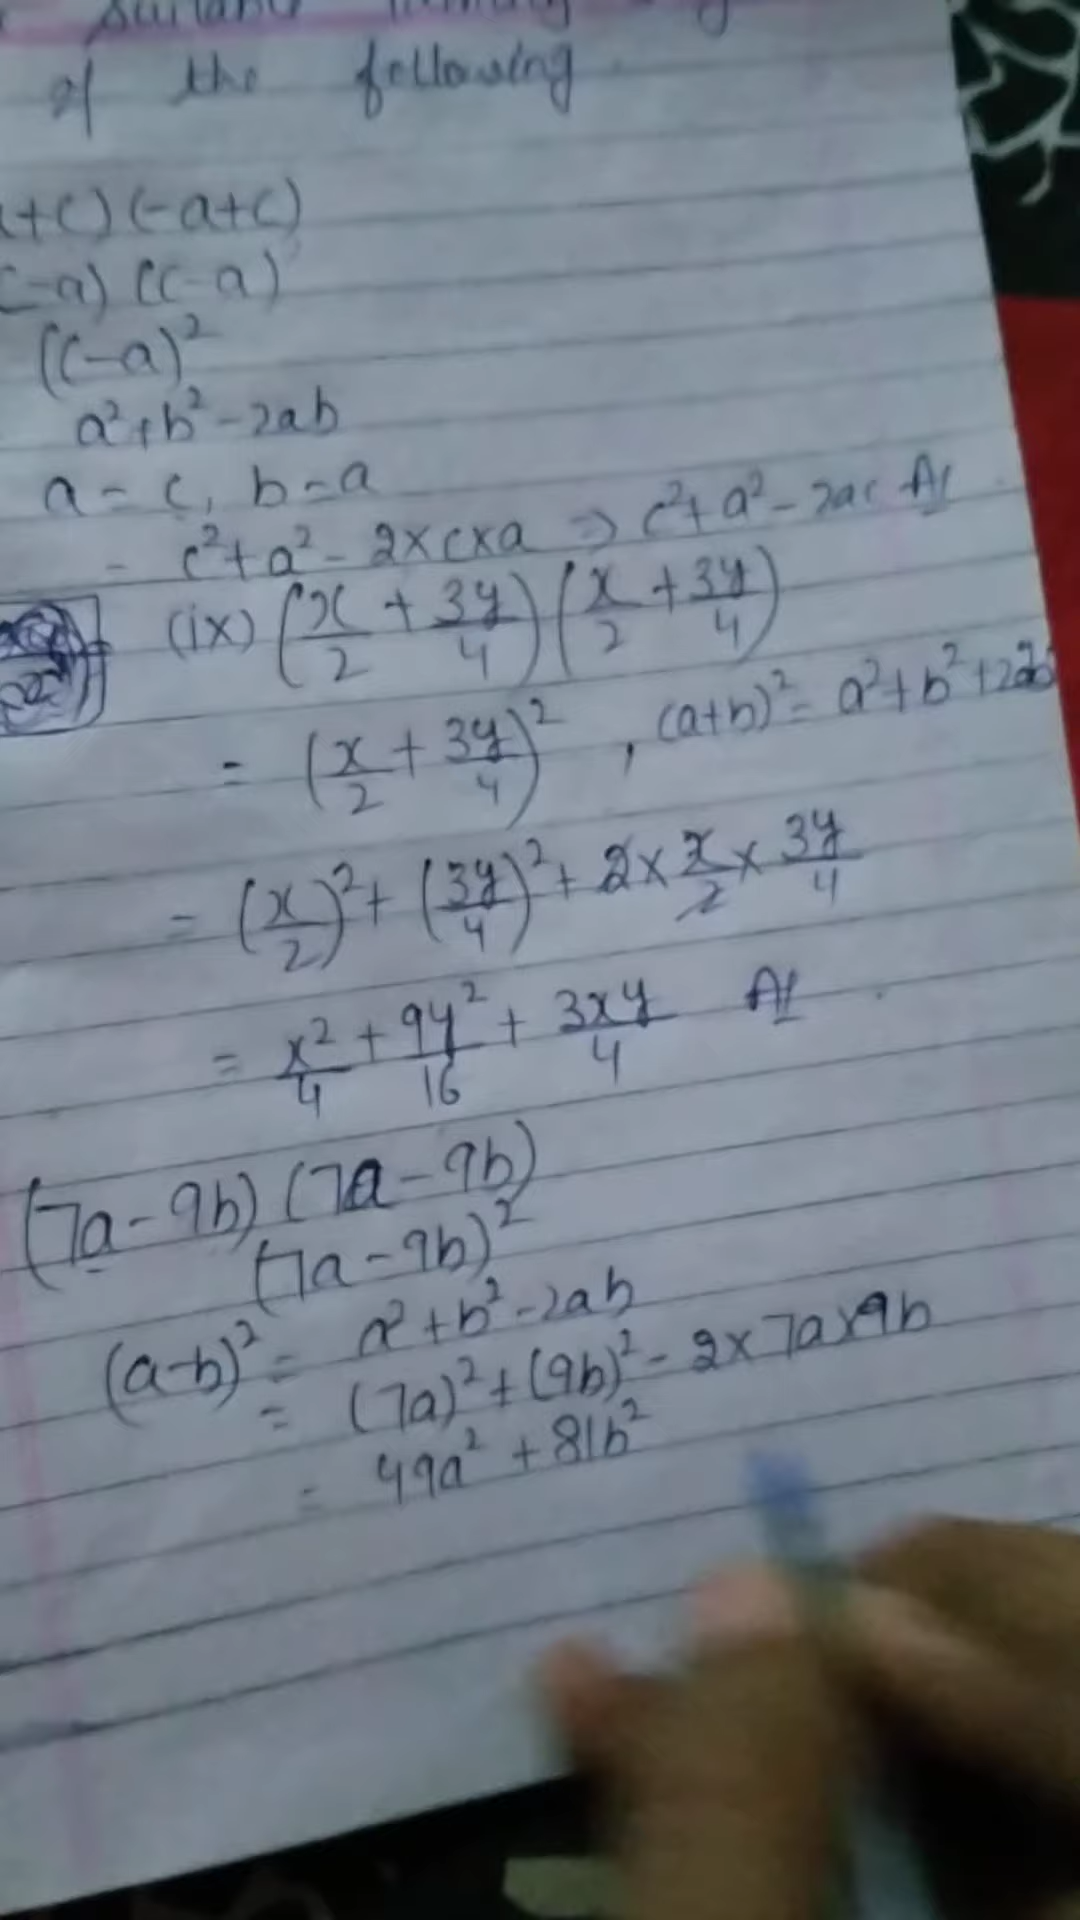 of the following
+c) (-a+c)
-a) (c-a)
(c-a)²
a²+b²-2ab
a = c, b = a
= c²+a² - 2×c×a ⇒ c²+a²-2ac
(ix) (x/2 + 3y/4) (x/2 + 3y/4)
= (x/2 + 3y/4)² , (a+b)² = a²+b²+2ab
= (x/2)² + (3y/4)² + 2 × x/2 × 3y/4
= x²/4 + 9y²/16 + 3xy/4
(7a-9b) (7a-9b)
(7a-9b)²
(a-b)² = a²+b²-2ab
= (7a)²+(9b)²-2×7a×9b
= 49a² + 81b²